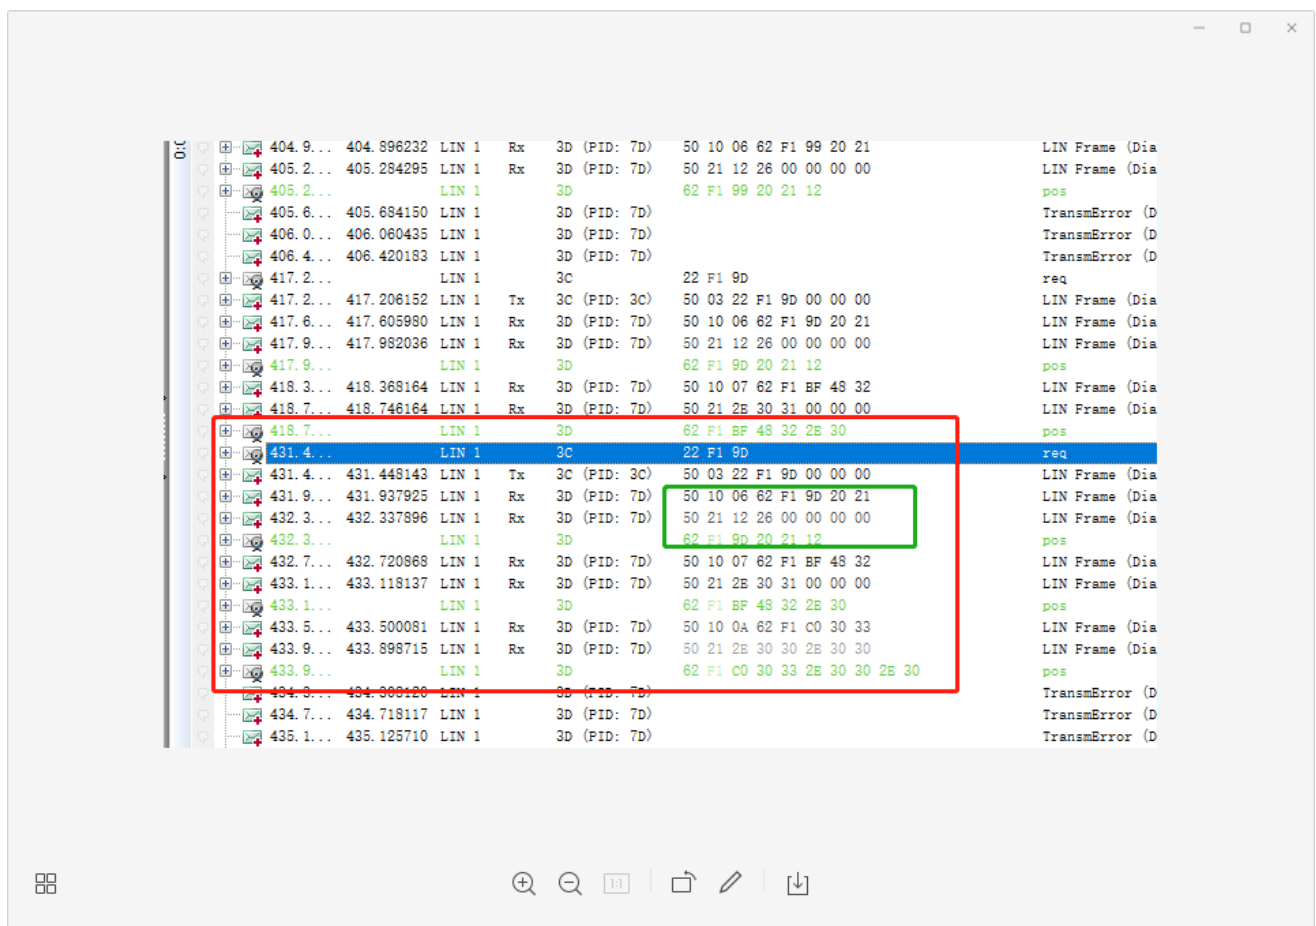 0:0
404.9... 404.896232 LIN 1 Rx 3D (PID: 7D) 50 10 06 62 F1 99 20 21 LIN Frame (Dia
405.2... 405.284295 LIN 1 Rx 3D (PID: 7D) 50 21 12 26 00 00 00 00 LIN Frame (Dia
405.2... LIN 1 3D 62 F1 99 20 21 12 pos
405.6... 405.684150 LIN 1 3D (PID: 7D) TransmError (D
406.0... 406.060435 LIN 1 3D (PID: 7D) TransmError (D
406.4... 406.420183 LIN 1 3D (PID: 7D) TransmError (D
417.2... LIN 1 3C 22 F1 9D req
417.2... 417.206152 LIN 1 Tx 3C (PID: 3C) 50 03 22 F1 9D 00 00 00 LIN Frame (Dia
417.6... 417.605980 LIN 1 Rx 3D (PID: 7D) 50 10 06 62 F1 9D 20 21 LIN Frame (Dia
417.9... 417.982036 LIN 1 Rx 3D (PID: 7D) 50 21 12 26 00 00 00 00 LIN Frame (Dia
417.9... LIN 1 3D 62 F1 9D 20 21 12 pos
418.3... 418.368164 LIN 1 Rx 3D (PID: 7D) 50 10 07 62 F1 BF 48 32 LIN Frame (Dia
418.7... 418.746164 LIN 1 Rx 3D (PID: 7D) 50 21 2E 30 31 00 00 00 LIN Frame (Dia
418.7... LIN 1 3D 62 F1 BF 48 32 2E 30 pos
431.4... LIN 1 3C 22 F1 9D req
431.4... 431.448143 LIN 1 Tx 3C (PID: 3C) 50 03 22 F1 9D 00 00 00 LIN Frame (Dia
431.9... 431.937925 LIN 1 Rx 3D (PID: 7D) 50 10 06 62 F1 9D 20 21 LIN Frame (Dia
432.3... 432.337896 LIN 1 Rx 3D (PID: 7D) 50 21 12 26 00 00 00 00 LIN Frame (Dia
432.3... LIN 1 3D 62 F1 9D 20 21 12 pos
432.7... 432.720868 LIN 1 Rx 3D (PID: 7D) 50 10 07 62 F1 BF 48 32 LIN Frame (Dia
433.1... 433.118137 LIN 1 Rx 3D (PID: 7D) 50 21 2E 30 31 00 00 00 LIN Frame (Dia
433.1... LIN 1 3D 62 F1 BF 48 32 2E 30 pos
433.5... 433.500081 LIN 1 Rx 3D (PID: 7D) 50 10 0A 62 F1 C0 30 33 LIN Frame (Dia
433.9... 433.898715 LIN 1 Rx 3D (PID: 7D) 50 21 2E 30 30 2E 30 30 LIN Frame (Dia
433.9... LIN 1 3D 62 F1 C0 30 33 2E 30 30 2E 30 pos
434.3... LIN 1 3D (PID: 7D) TransmError (D
434.7... 434.718117 LIN 1 3D (PID: 7D) TransmError (D
435.1... 435.125710 LIN 1 3D (PID: 7D) TransmError (D
1:1